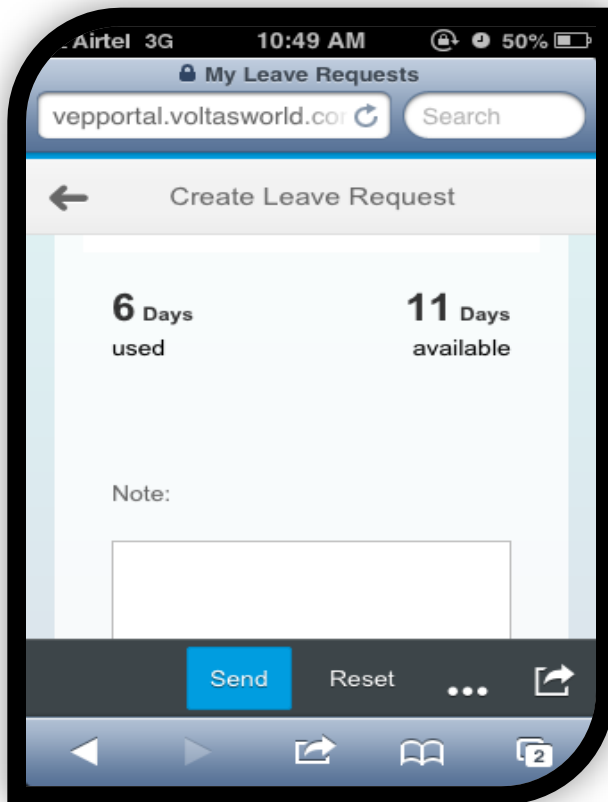 Airtel 3G 10:49 AM 50%
My Leave Requests
vepportal.voltasworld.cor Search
Create Leave Request
6 Days 11 Days
used available
Note:
Send Reset ...
2